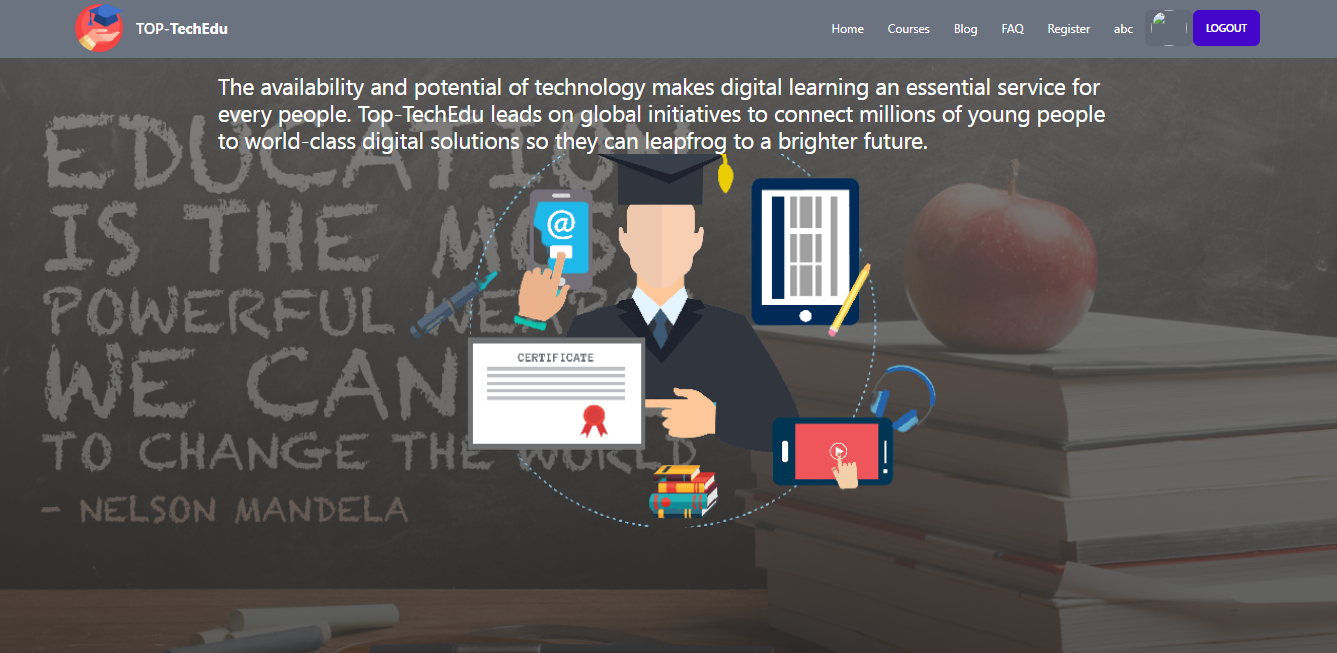 TOP-TechEdu
Home Courses Blog FAQ Register abc LOGOUT
The availability and potential of technology makes digital learning an essential service for
every people. Top-TechEdu leads on global initiatives to connect millions of young people
to world-class digital solutions so they can leapfrog to a brighter future.
EDUCATION
IS THE MOS
POWERFUL WEAP
WE CAN
TO CHANGE THE WORLD
- NELSON MANDELA
@
CERTIFICATE